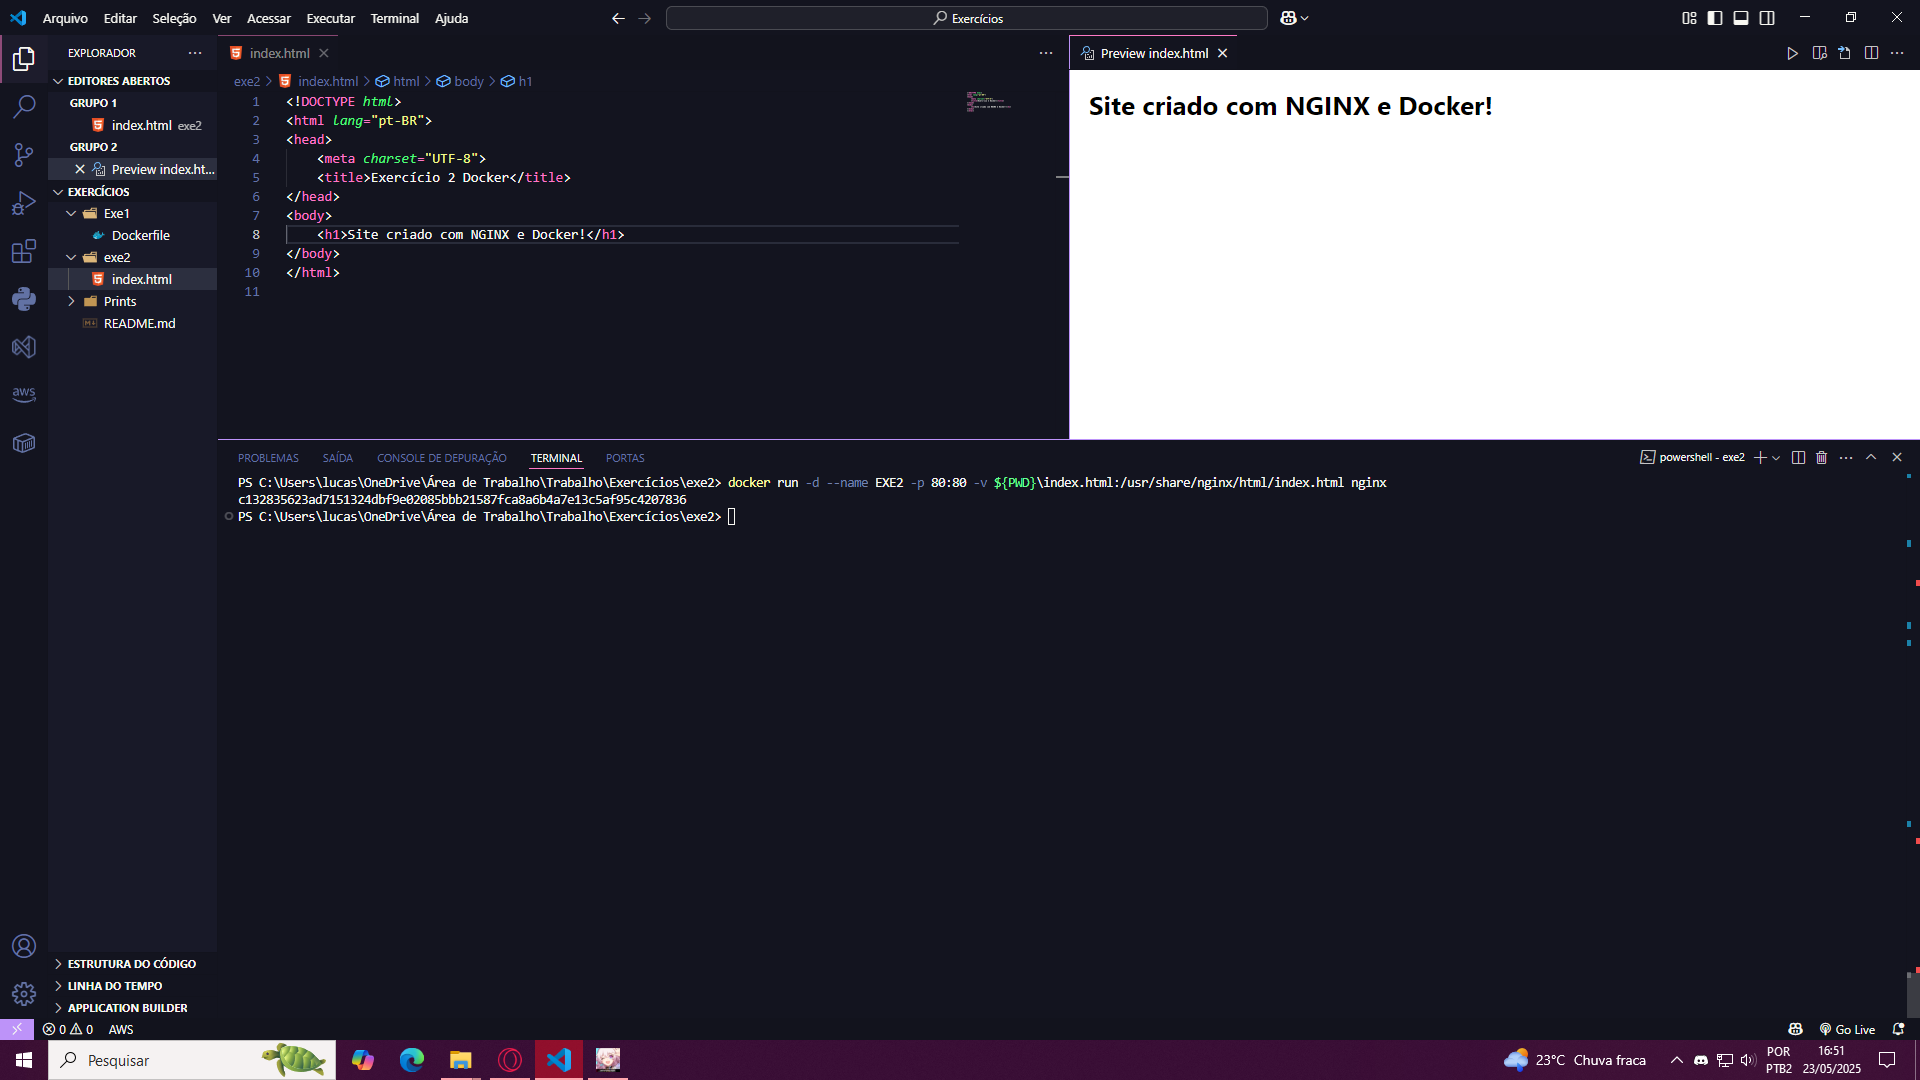 Arquivo Editar Seleção Ver Acessar Executar Terminal Ajuda
Exercícios
EXPLORADOR
EDITORES ABERTOS
GRUPO 1
index.html exe2
GRUPO 2
Preview index.ht...
EXERCÍCIOS
Exe1
Dockerfile
exe2
index.html
Prints
README.md
aws
ESTRUTURA DO CÓDIGO
LINHA DO TEMPO
APPLICATION BUILDER
index.html
exe2 > index.html > html > body > h1
1 <!DOCTYPE html>
2 <html lang="pt-BR">
3 <head>
4 <meta charset="UTF-8">
5 <title>Exercício 2 Docker</title>
6 </head>
7 <body>
8 <h1>Site criado com NGINX e Docker!</h1>
9 </body>
10 </html>
11
Preview index.html
Site criado com NGINX e Docker!
PROBLEMAS SAÍDA CONSOLE DE DEPURAÇÃO TERMINAL PORTAS
powershell - exe2
PS C:\Users\lucas\OneDrive\Área de Trabalho\Trabalho\Exercícios\exe2> docker run -d --name EXE2 -p 80:80 -v ${PWD}\index.html:/usr/share/nginx/html/index.html nginx
c132835623ad7151324dbf9e02085bbb21587fca8a6b4a7e13c5af95c4207836
PS C:\Users\lucas\OneDrive\Área de Trabalho\Trabalho\Exercícios\exe2>
0 0 AWS
Go Live
Pesquisar
23°C Chuva fraca
POR
PTB2
16:51
23/05/2025